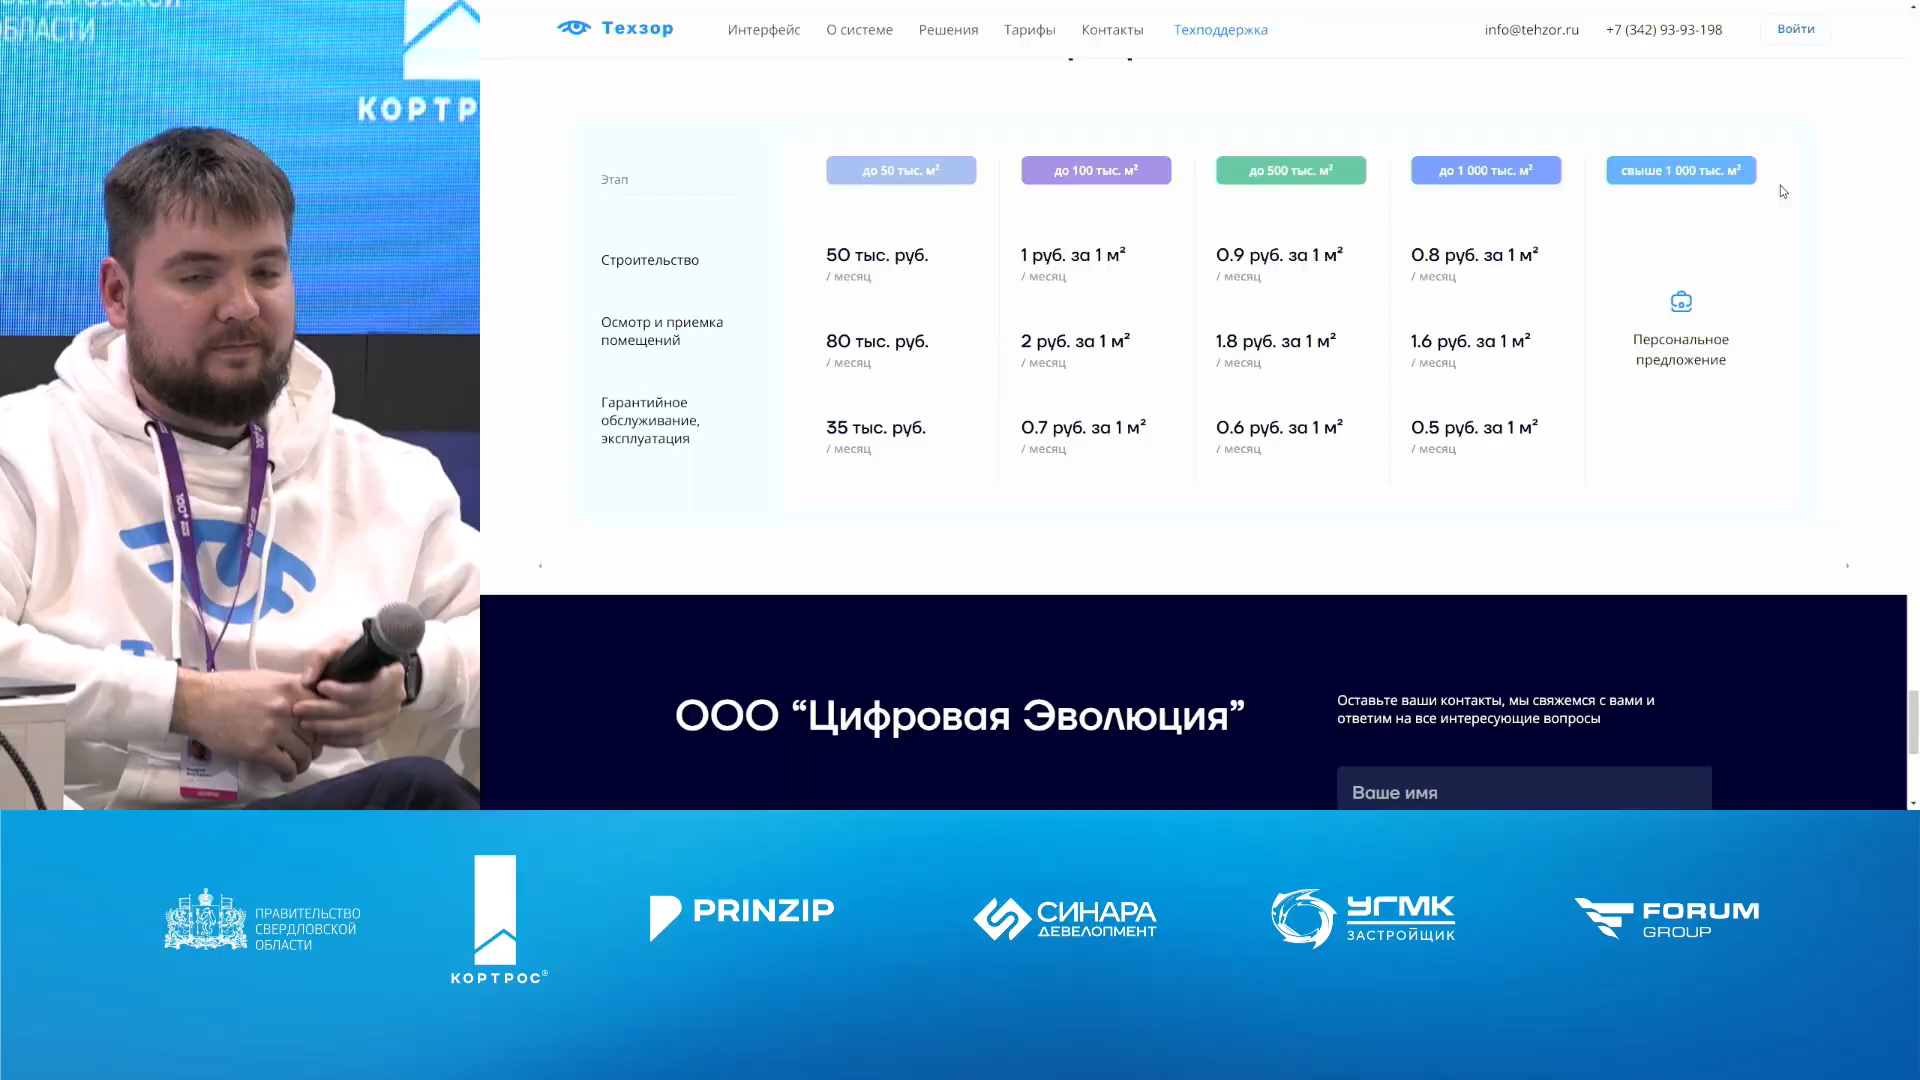 СВЕРДЛОВСКОЙ
ОБЛАСТИ
КОРТР
Техзор
Интерфейс
О системе
Решения
Тарифы
Контакты
Техподдержка
info@tehzor.ru
+7 (342) 93-93-198
Войти
Этап
до 50 тыс. м²
до 100 тыс. м²
до 500 тыс. м²
до 1 000 тыс. м²
свыше 1 000 тыс. м²
Строительство
50 тыс. руб.
/ месяц
1 руб. за 1 м²
/ месяц
0.9 руб. за 1 м²
/ месяц
0.8 руб. за 1 м²
/ месяц
Осмотр и приемка
помещений
80 тыс. руб.
/ месяц
2 руб. за 1 м²
/ месяц
1.8 руб. за 1 м²
/ месяц
1.6 руб. за 1 м²
/ месяц
Персональное
предложение
Гарантийное
обслуживание,
эксплуатация
35 тыс. руб.
/ месяц
0.7 руб. за 1 м²
/ месяц
0.6 руб. за 1 м²
/ месяц
0.5 руб. за 1 м²
/ месяц
100+
ООО “Цифровая Эволюция”
Оставьте ваши контакты, мы свяжемся с вами и
ответим на все интересующие вопросы
Ваше имя
ПРАВИТЕЛЬСТВО
СВЕРДЛОВСКОЙ
ОБЛАСТИ
КОРТРОС®
PRINZIP
СИНАРА
ДЕВЕЛОПМЕНТ
УГМК
ЗАСТРОЙЩИК
FORUM
GROUP